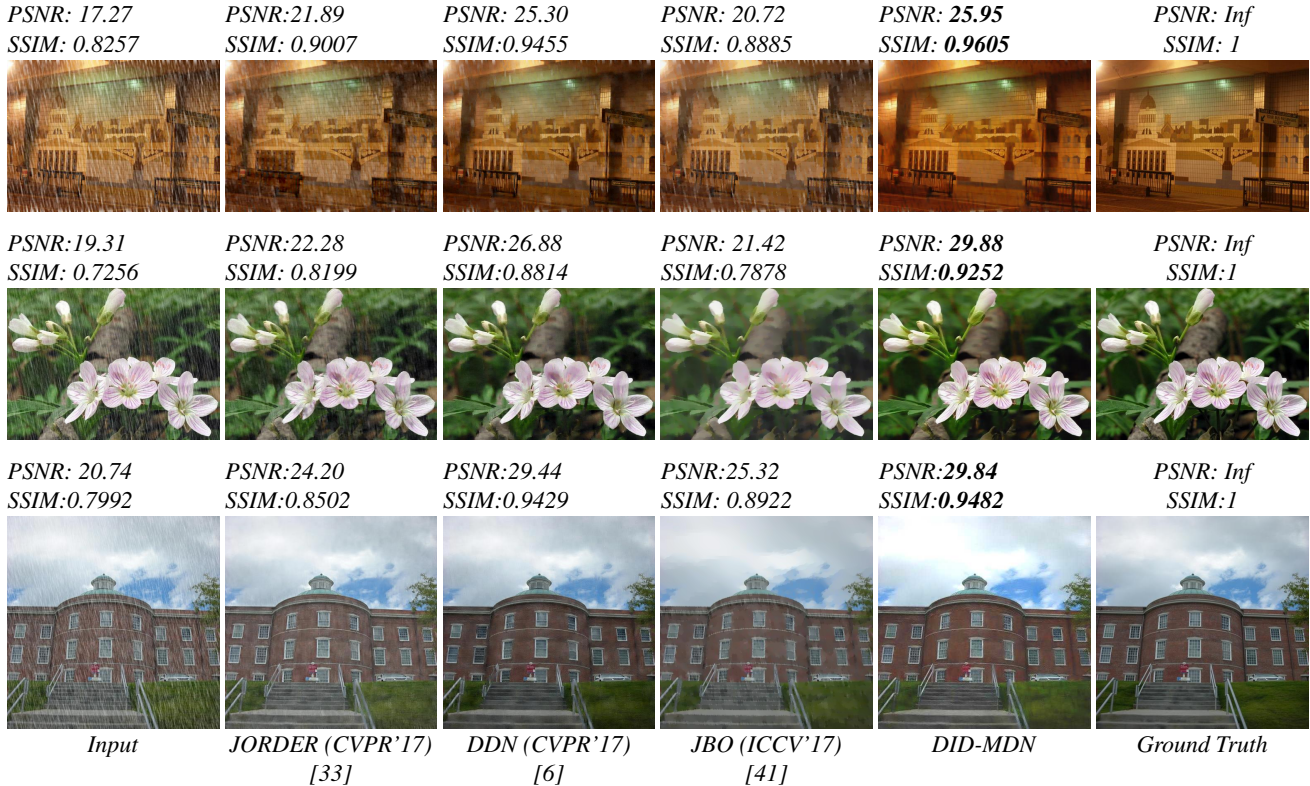 PSNR: 17.27 PSNR:21.89 PSNR: 25.30 PSNR: 20.72 PSNR: 25.95 PSNR: Inf
SSIM: 0.8257 SSIM: 0.9007 SSIM:0.9455 SSIM: 0.8885 SSIM: 0.9605 SSIM: 1
PSNR:19.31 PSNR:22.28 PSNR:26.88 PSNR: 21.42 PSNR: 29.88 PSNR: Inf
SSIM: 0.7256 SSIM: 0.8199 SSIM:0.8814 SSIM:0.7878 SSIM:0.9252 SSIM:1
PSNR: 20.74 PSNR:24.20 PSNR:29.44 PSNR:25.32 PSNR:29.84 PSNR: Inf
SSIM:0.7992 SSIM:0.8502 SSIM:0.9429 SSIM: 0.8922 SSIM:0.9482 SSIM:1
Input JORDER (CVPR'17) DDN (CVPR'17) JBO (ICCV'17) DID-MDN Ground Truth
[33] [6] [41]